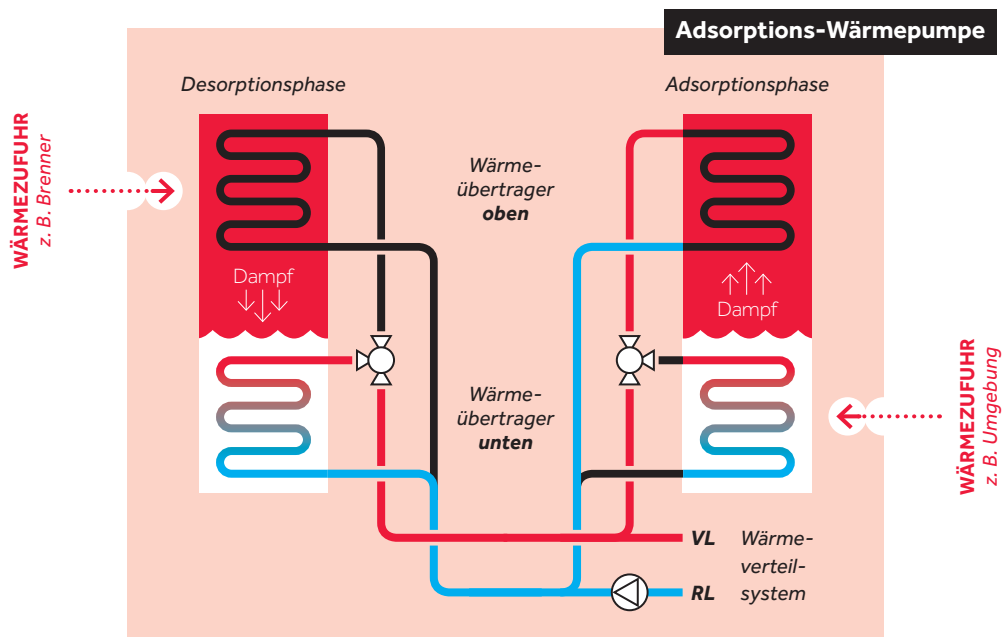 Adsorptions-Wärmepumpe
Desorptionsphase
Adsorptionsphase
WÄRMEZUFUHR
z. B. Brenner
Wärme-
übertrager
oben
Dampf
Dampf
Wärme-
übertrager
unten
WÄRMEZUFUHR
z. B. Umgebung
VL Wärme-
verteil-
RL system